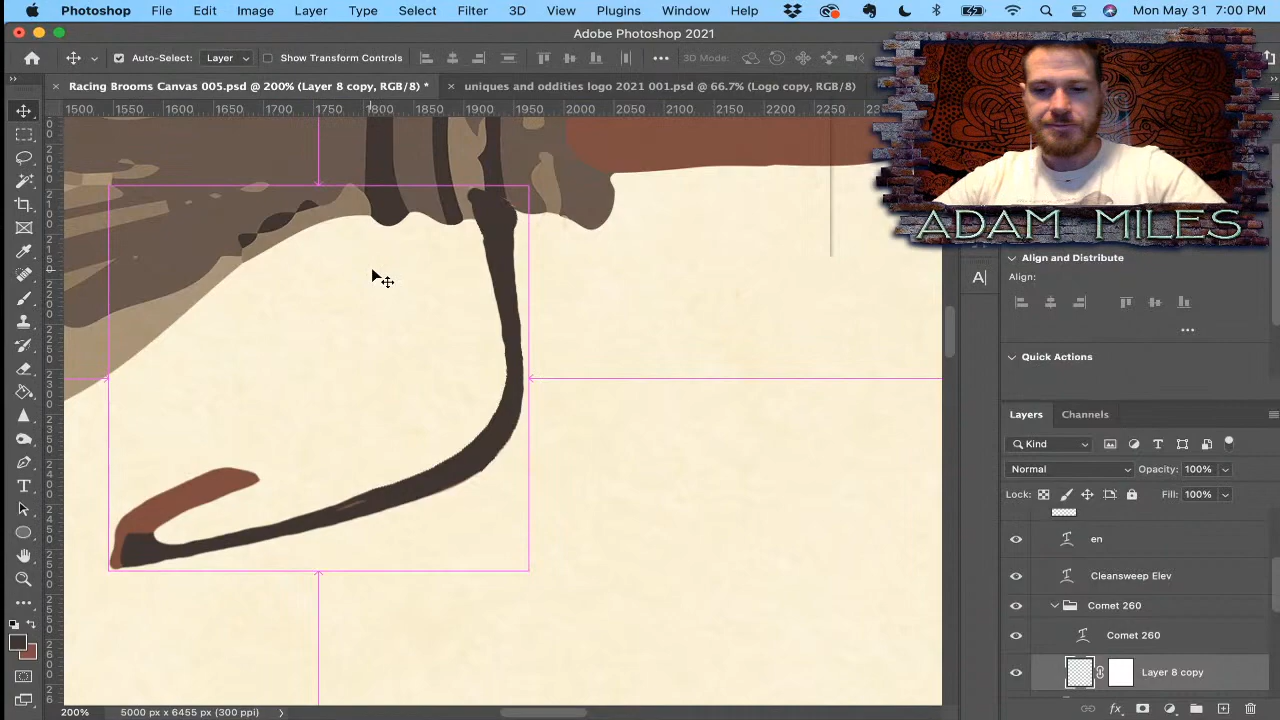 Photoshop File Edit Image Layer Type Select Filter 3D View Plugins Window Help Mon May 31 7:00 PM
Adobe Photoshop 2021
Auto-Select: Layer Show Transform Controls 3D Mode:
Racing Brooms Canvas 005.psd @ 200% (Layer 8 copy, RGB/8) * uniques and oddities logo 2021 001.psd @ 66.7% (Logo copy, RGB/8)
1500 1550 1600 1650 1700 1750 1800 1850 1900 1950 2000 2050 2100 2150 2200 2250
ADAM MILES
Align and Distribute
Align:
Quick Actions
Layers Channels
Kind
Normal Opacity: 100%
Lock: Fill: 100%
en
Cleansweep Elev
Comet 260
Comet 260
Layer 8 copy
200% 5000 px x 6455 px (300 ppi)